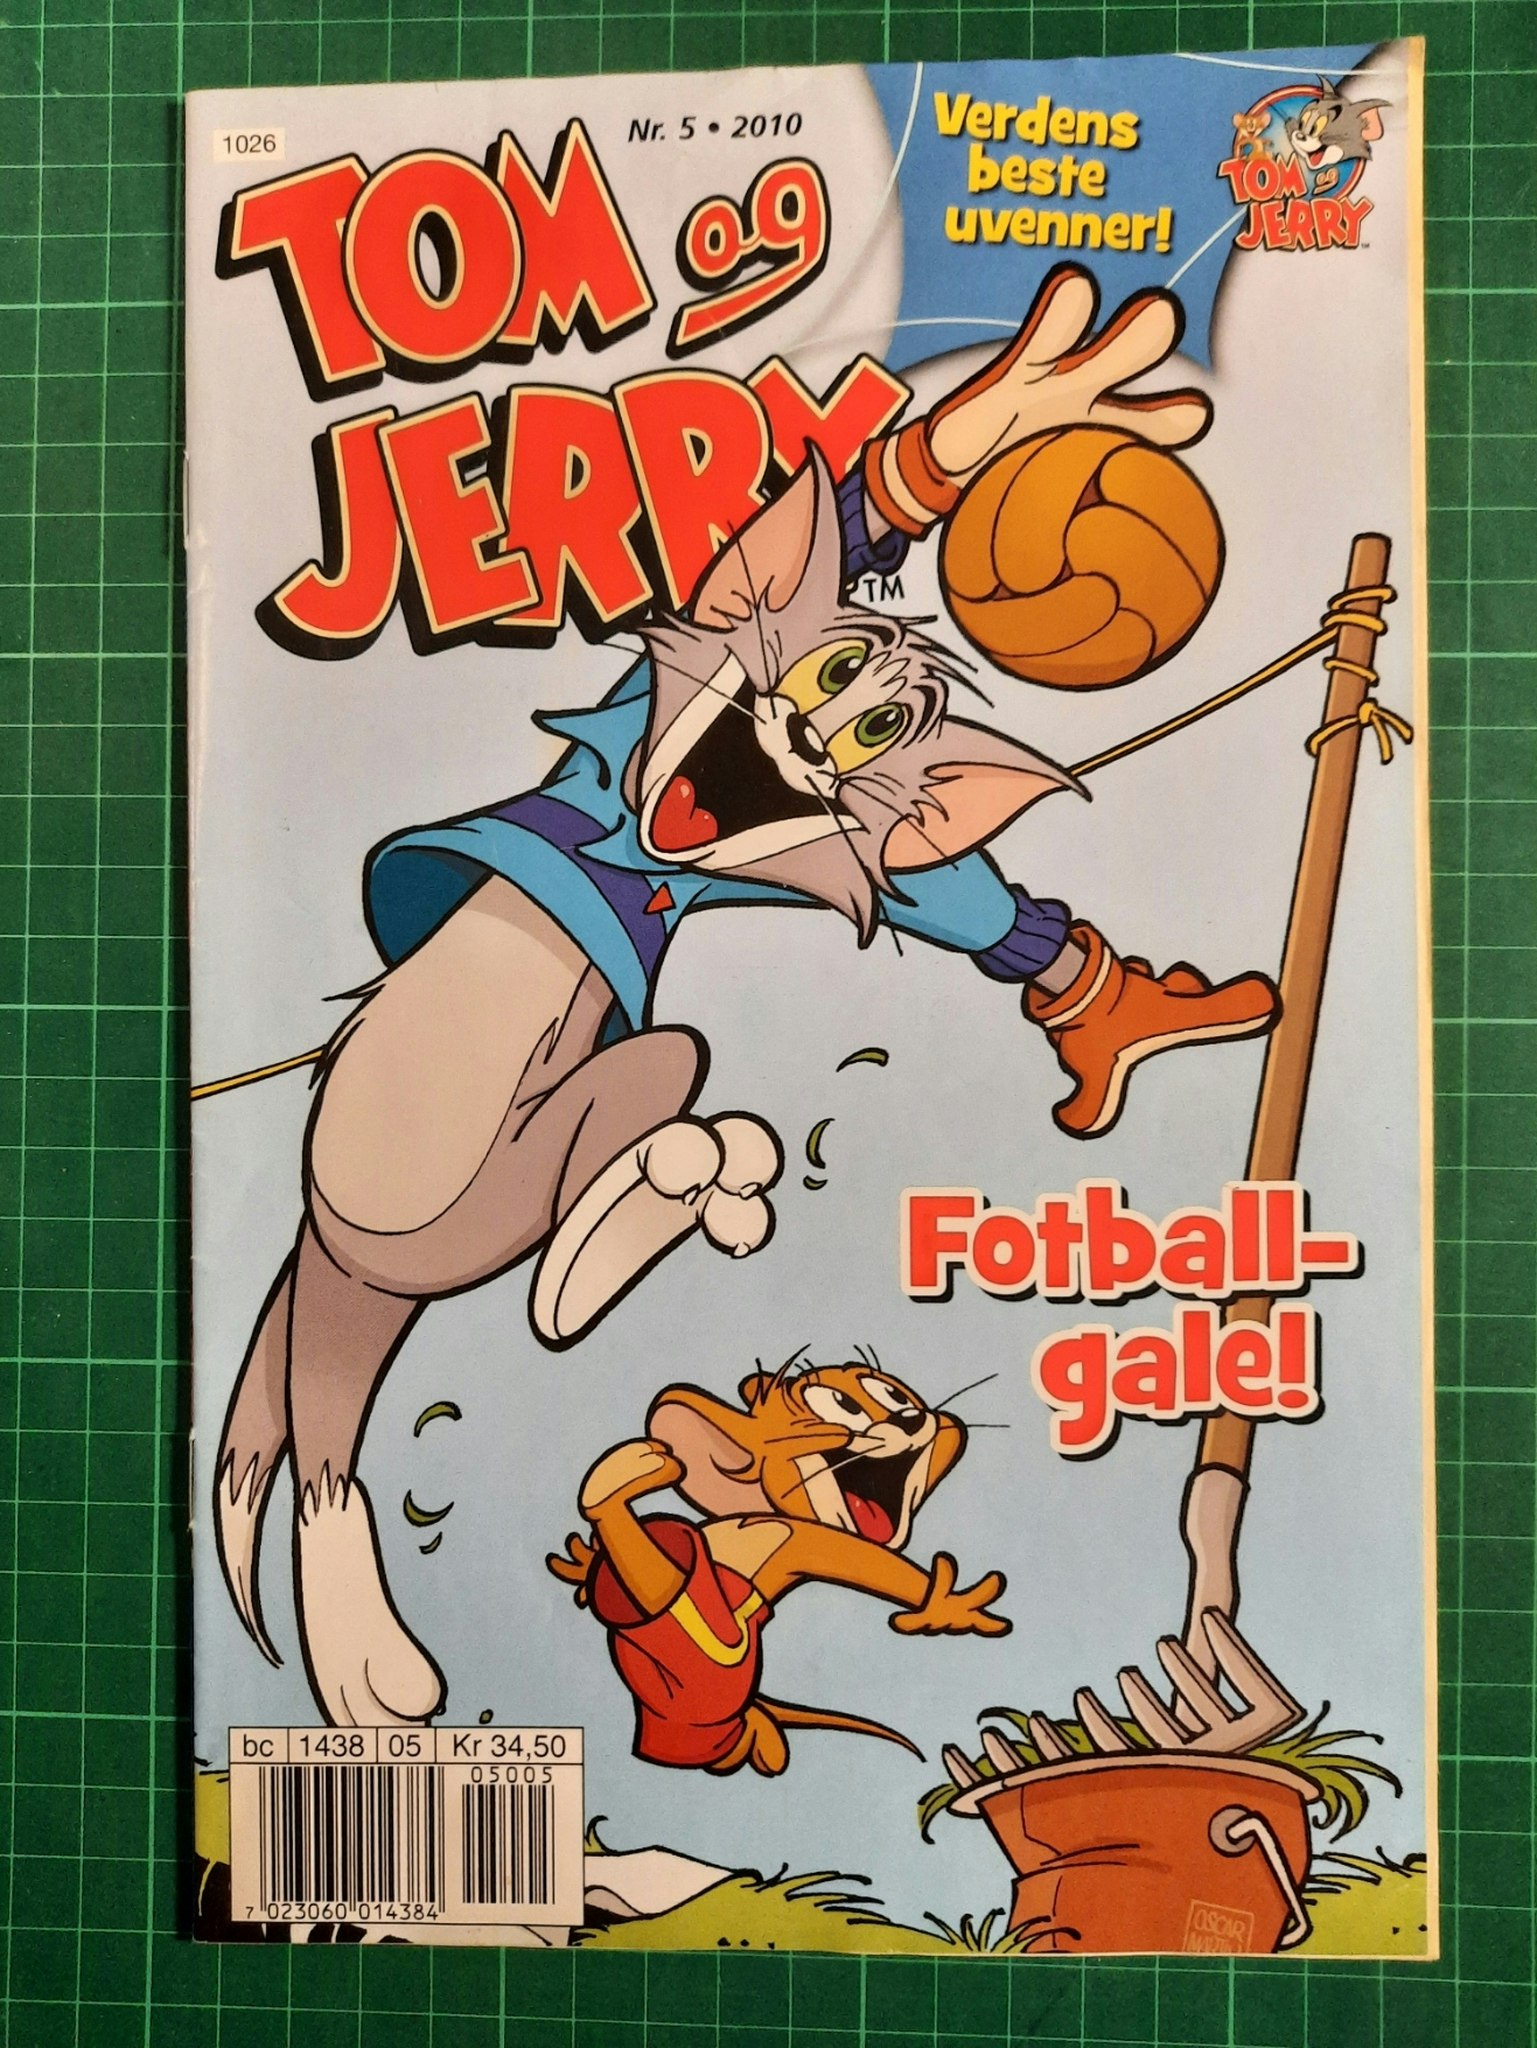 1026
Nr. 5 • 2010
TOM og
JERRY
™
Verdens
beste
uvenner!
TOM og
JERRY
Fotball-
gale!
bc 1438 05 Kr 34,50
05005
7 023060 014384
OSCAR